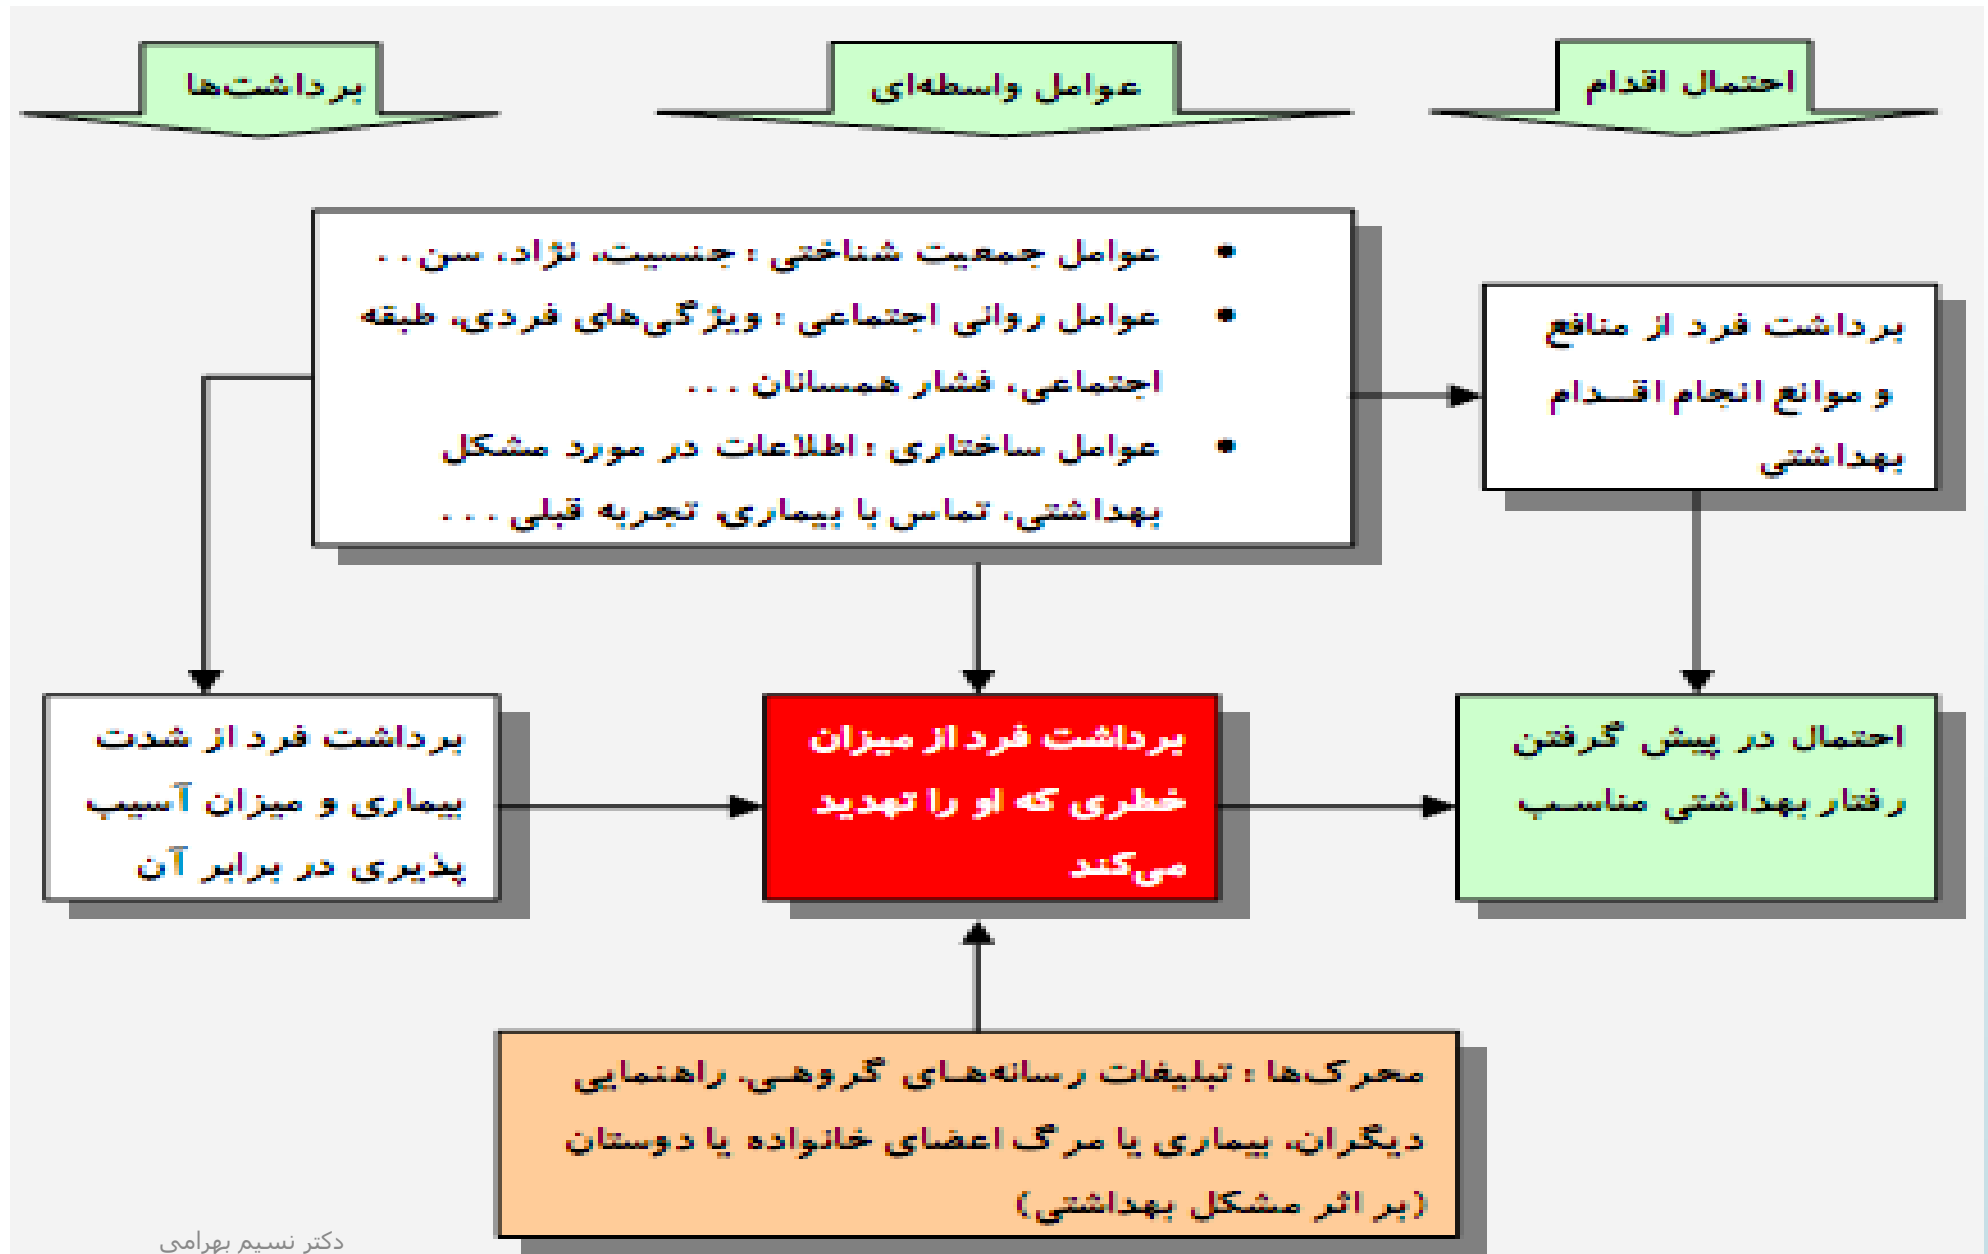 احتمال اقدام
عوامل واسطه‌ای
برداشت‌ها
• عوامل جمعیت شناختی : جنسیت، نژاد، سن . .
• عوامل روانی اجتماعی : ویژگی‌های فردی، طبقه
اجتماعی، فشار همسانان . . .
• عوامل ساختاری : اطلاعات در مورد مشکل
بهداشتی، تماس با بیماری، تجربه قبلی . . .
برداشت فرد از منافع
و موانع انجام اقـدام
بهداشتی
برداشت فرد از شدت
بیماری و میزان آسیب
پذیری در برابر آن
برداشت فرد از میزان
خطری که او را تهدید
می‌کند
احتمال در پیش گرفتن
رفتار بهداشتی مناسـب
محرک‌ها : تبلیغات رسانه‌هـای گروهـی، راهنمایی
دیگران، بیماری یا مرگ اعضای خانواده یا دوستان
(بر اثر مشکل بهداشتی)
دکتر نسیم بهرامی